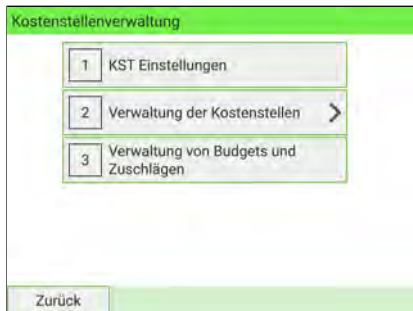 Kostenstellenverwaltung
1 KST Einstellungen
2 Verwaltung der Kostenstellen
3 Verwaltung von Budgets und
Zuschlägen
Zurück